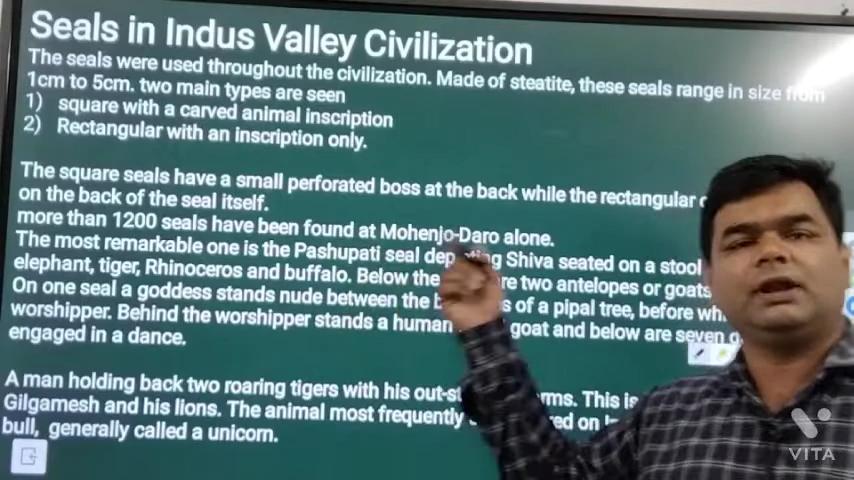 Seals in Indus Valley Civilization
The seals were used throughout the civilization. Made of steatite, these seals range in size from
1cm to 5cm. two main types are seen
1) square with a carved animal inscription
2) Rectangular with an inscription only.
The square seals have a small perforated boss at the back while the rectangular
on the back of the seal itself.
more than 1200 seals have been found at Mohenjo-Daro alone.
The most remarkable one is the Pashupati seal depicting Shiva seated on a stool
elephant, tiger, Rhinoceros and buffalo. Below the are two antelopes or goats
On one seal a goddess stands nude between the of a pipal tree, before
worshipper. Behind the worshipper stands a human goat and below are seven
engaged in a dance.
A man holding back two roaring tigers with his arms. This is
Gilgamesh and his lions. The animal most frequently on
bull, generally called a unicorn.
VITA